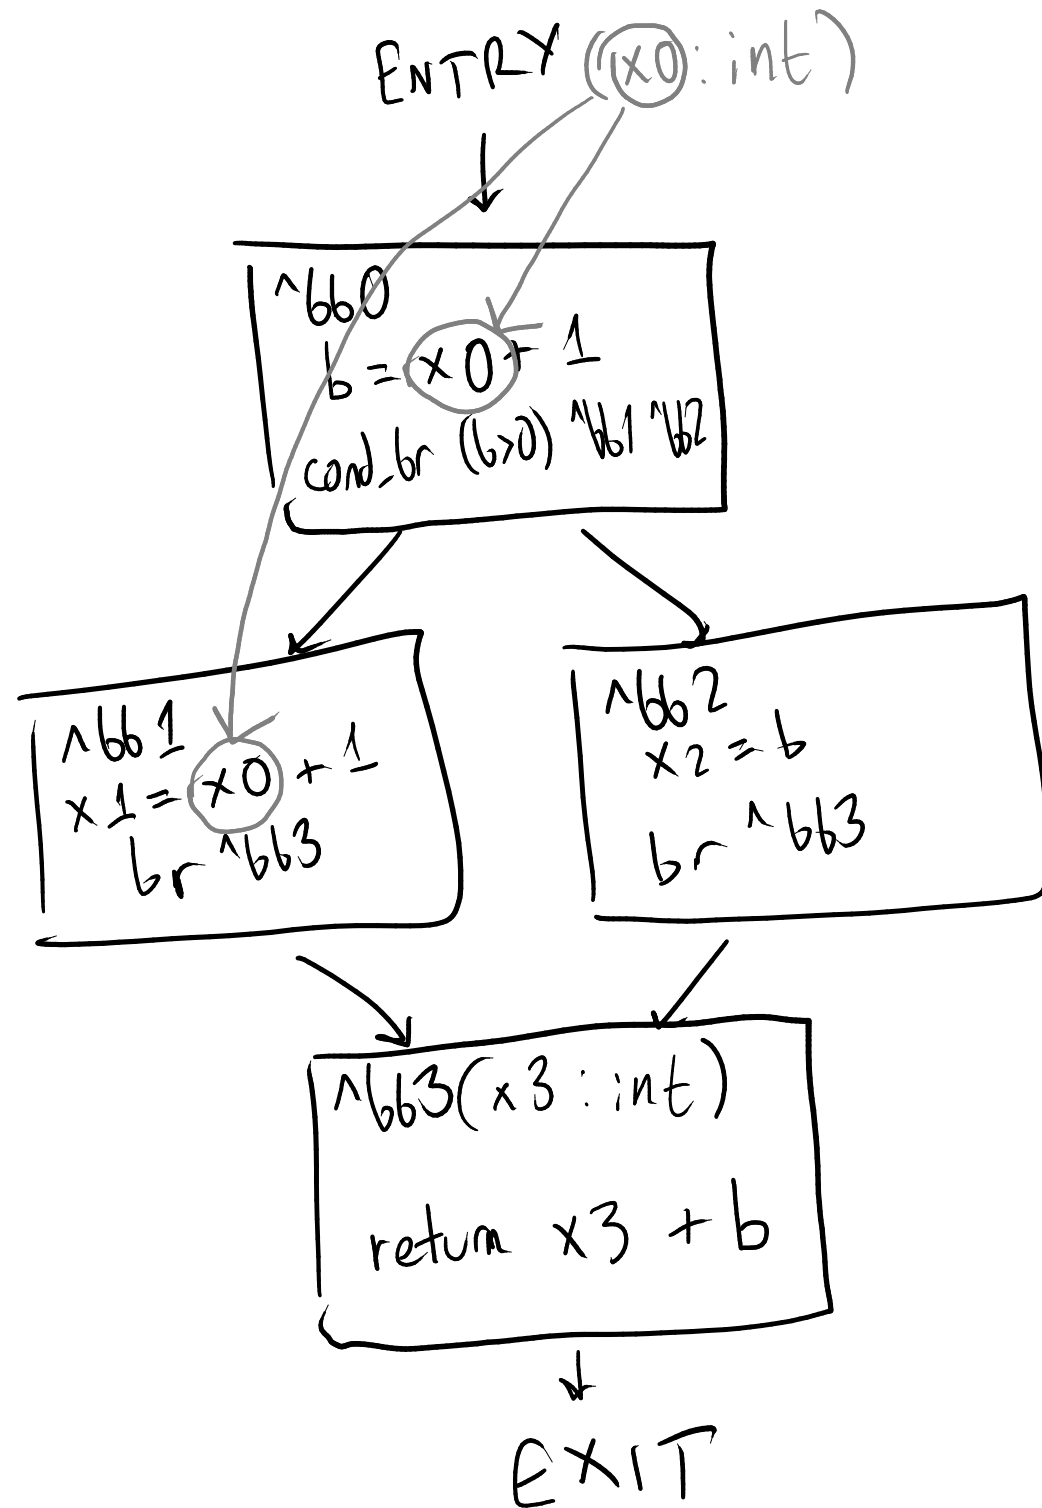 ENTRY (x0: int)
^bb0
b = x0 + 1
cond_br (b>0) ^bb1 ^bb2
^bb1
x1 = x0 + 1
br ^bb3
^bb2
x2 = b
br ^bb3
^bb3(x3 : int)
return x3 + b
EXIT